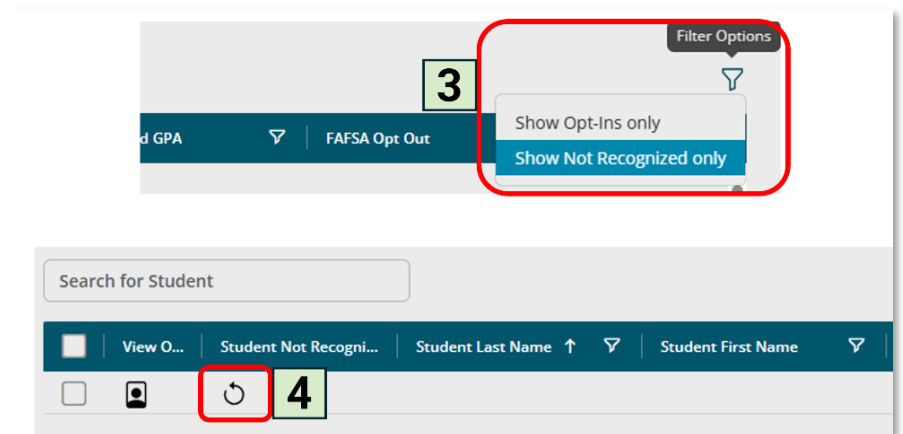 Filter Options
3
Show Opt-Ins only
d GPA FAFSA Opt Out
Show Not Recognized only
Search for Student
View O... Student Not Recogni... Student Last Name ↑ Student First Name
4